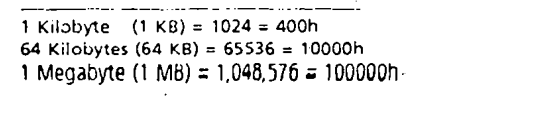 1 Kilobyte (1 KB) = 1024 = 400h
64 Kilobytes (64 KB) = 65536 = 10000h
1 Megabyte (1 MB) = 1,048,576 = 100000h